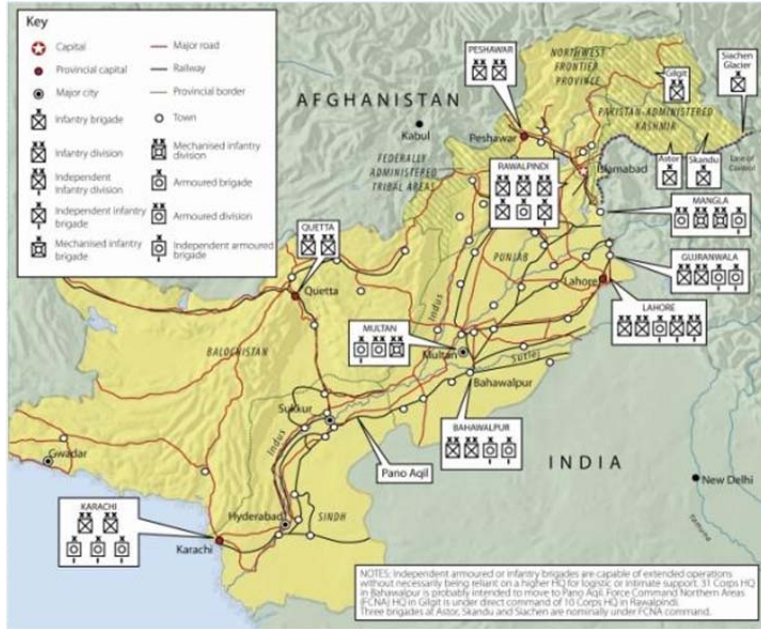 Key
Capital
Provincial capital
Major city
Infantry brigade
Infantry division
Independent
Infantry division
Independent infantry
brigade
Mechanised infantry
brigade
Major road
Railway
Provincial border
Town
Mechanised infantry
division
Armoured brigade
Armoured division
Independent armoured
brigade
AFGHANISTAN
Kabul
PESHAWAR
Peshawar
NORTHWEST
FRONTIER
PROVINCE
Gilgit
Siachen
Glacier
PAKISTAN-ADMINISTERED
KASHMIR
FEDERALLY
ADMINISTERED
TRIBAL AREAS
RAWALPINDI
Islamabad
Astor
Skandu
Line of
Control
MANGLA
GUJRANWALA
QUETTA
Quetta
PUNJAB
Indus
Lahore
LAHORE
MULTAN
Multan
Sutlej
BALOCHISTAN
Bahawalpur
BAHAWALPUR
Sukkur
Indus
Pano Aqil
INDIA
New Delhi
Yamuna
Gwadar
KARACHI
Karachi
Hyderabad
SINDH
NOTES: Independent armoured or infantry brigades are capable of extended operations
without necessarily being reliant on a higher HQ for logistic or intimate support. 31 Corps HQ
in Bahawalpur is probably intended to move to Pano Aqil. Force Command Northern Areas
(FCNA) HQ in Gilgit is under direct command of 10 Corps HQ in Rawalpindi.
Three brigades at Astor, Skandu and Siachen are nominally under FCNA command.